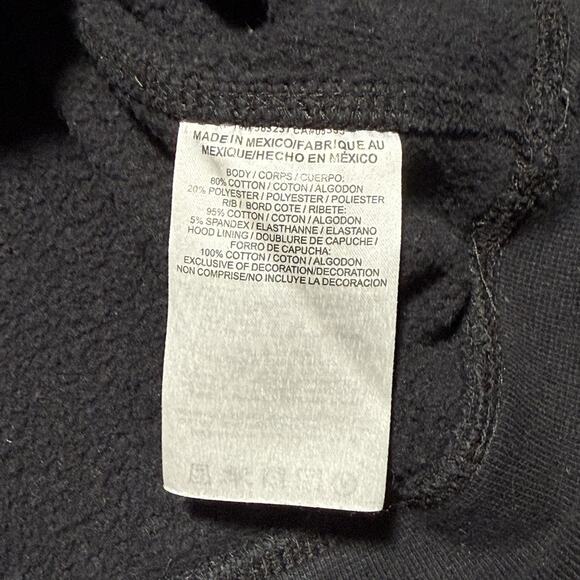 MADE IN MEXICO/FABRIQUE AU
MEXIQUE/HECHO EN MÉXICO
BODY / CORPS / CUERPO:
80% COTTON / COTON / ALGODON
20% POLYESTER / POLYESTER / POLIESTER
RIB / BORD COTE / RIBETE:
95% COTTON / COTON / ALGODON
5% SPANDEX / ELASTHANNE / ELASTANO
HOOD LINING / DOUBLURE DE CAPUCHE /
FORRO DE CAPUCHA:
100% COTTON / COTON / ALGODON
EXCLUSIVE OF DECORATION/DECORATION
NON COMPRISE/NO INCLUYE LA DECORACIÓN